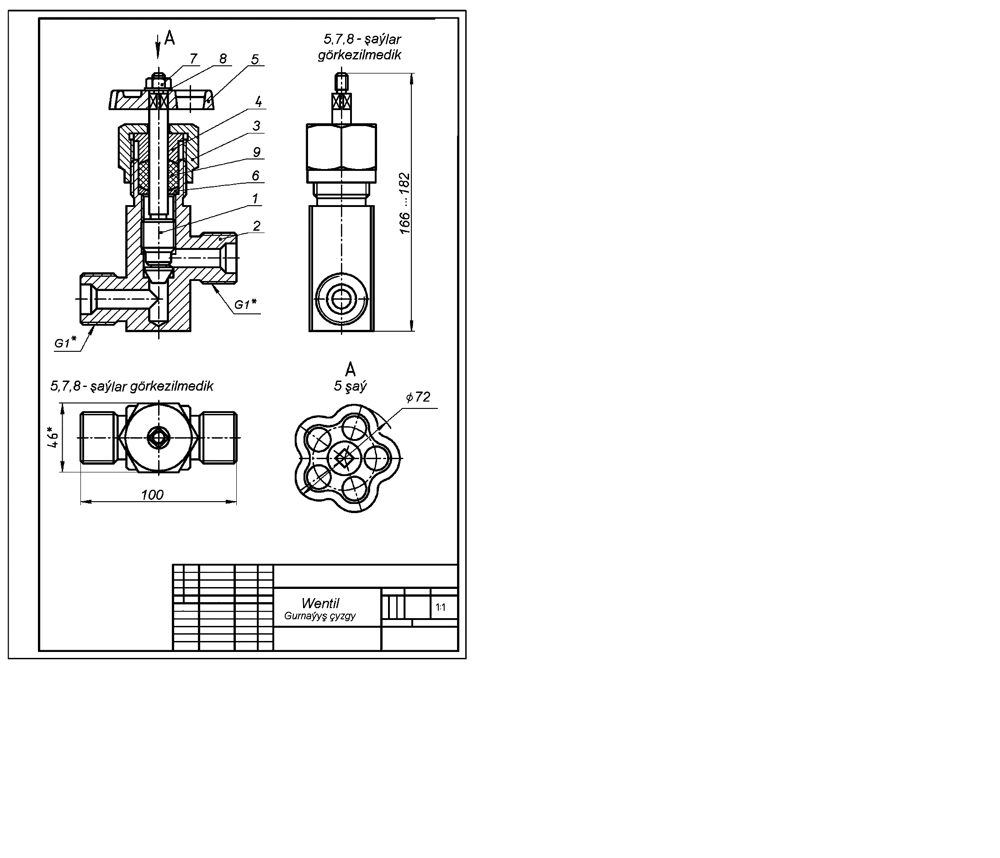 A
5,7,8 - şaýlar
görkezilmedik
7
8
5
4
3
9
6
1
2
166 ... 182
G1*
G1*
A
5 şaý
5,7,8 - şaýlar görkezilmedik
ϕ72
46*
100
Wentil
Gurnaýyş çyzgy
1:1